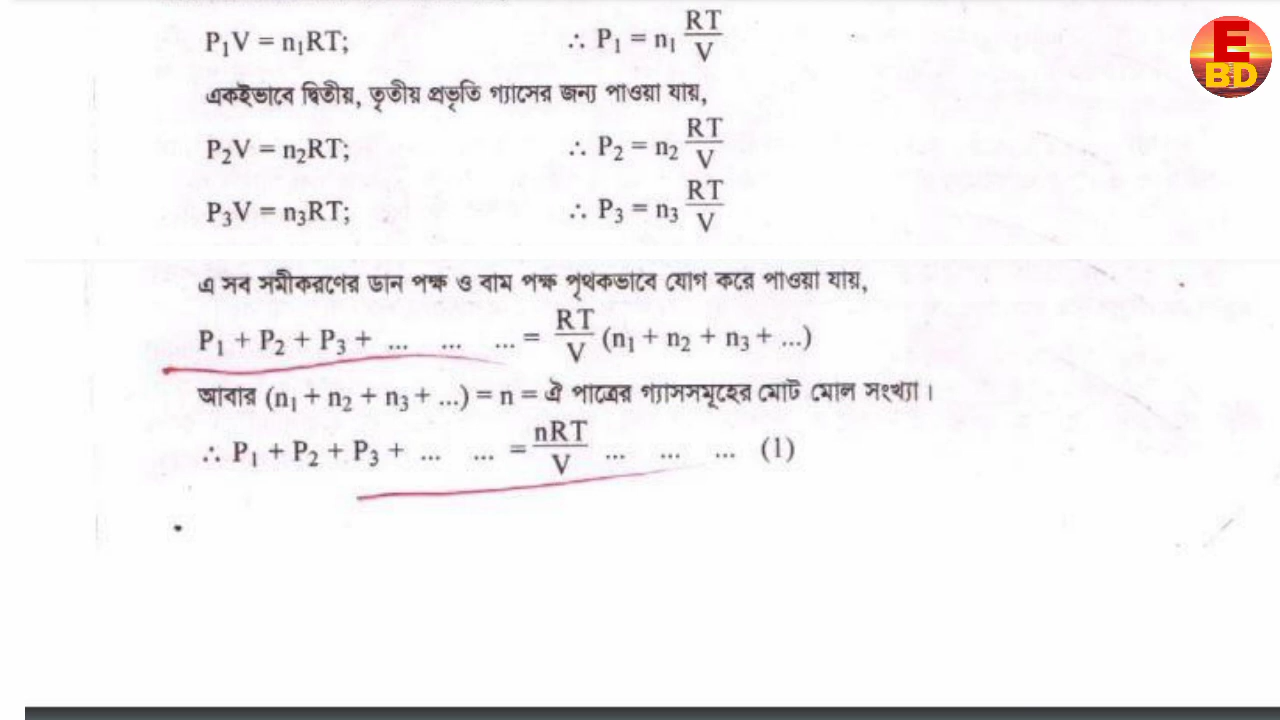 P₁V = n₁RT; ∴ P₁ = n₁ RT/V
একইভাবে দ্বিতীয়, তৃতীয় প্রভৃতি গ্যাসের জন্য পাওয়া যায়,
P₂V = n₂RT; ∴ P₂ = n₂ RT/V
P₃V = n₃RT; ∴ P₃ = n₃ RT/V
এ সব সমীকরণের ডান পক্ষ ও বাম পক্ষ পৃথকভাবে যোগ করে পাওয়া যায়,
P₁ + P₂ + P₃ + ... ... ... = RT/V (n₁ + n₂ + n₃ + ...)
আবার (n₁ + n₂ + n₃ + ...) = n = ঐ পাত্রের গ্যাসসমূহের মোট মোল সংখ্যা।
∴ P₁ + P₂ + P₃ + ... ... = nRT/V ... ... ... (1)
E
BD